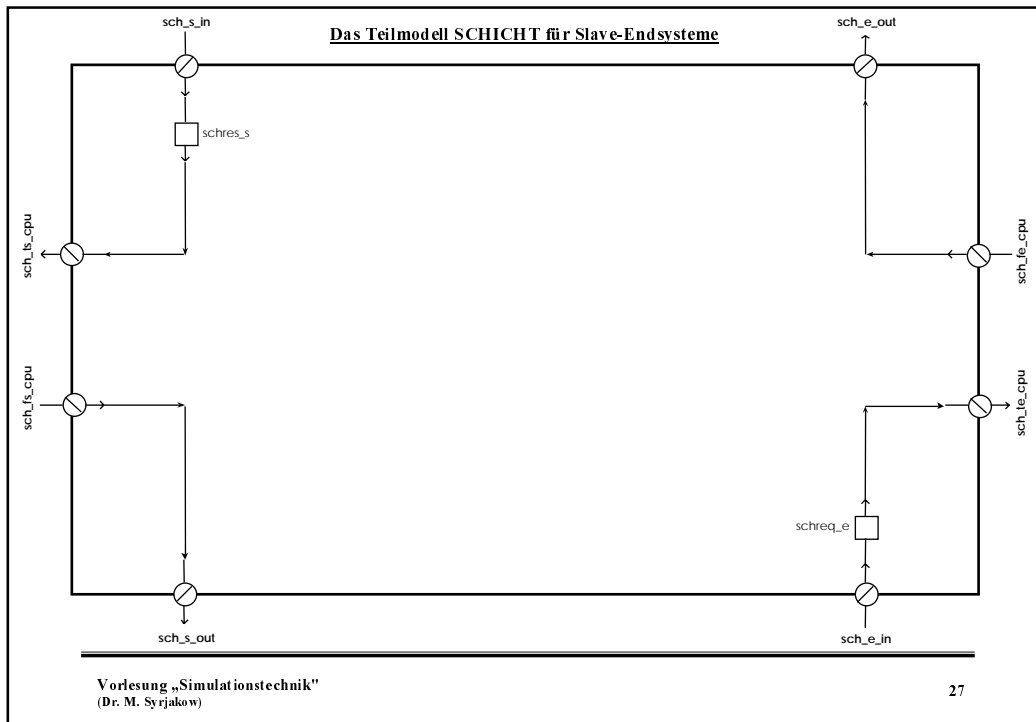 sch_s_in
sch_e_out
Das Teilmodell SCHICHT für Slave-Endsysteme
schres_s
sch_ts_cpu
sch_fe_cpu
sch_fs_cpu
sch_te_cpu
schreq_e
sch_s_out
sch_e_in
Vorlesung „Simulationstechnik"
(Dr. M. Syrjakow)
27